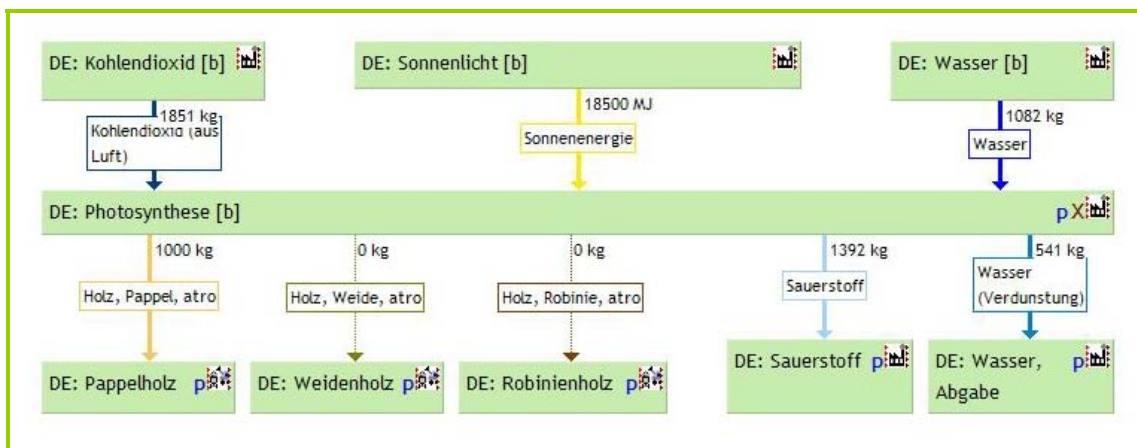 DE: Kohlendioxid [b]
DE: Sonnenlicht [b]
DE: Wasser [b]
1851 kg
18500 MJ
1082 kg
Kohlendioxid (aus
Luft)
Sonnenenergie
Wasser
DE: Photosynthese [b]
pX
1000 kg
0 kg
0 kg
1392 kg
541 kg
Holz, Pappel, atro
Holz, Weide, atro
Holz, Robinie, atro
Sauerstoff
Wasser
(Verdunstung)
DE: Pappelholz p
DE: Weidenholz p
DE: Robinienholz p
DE: Sauerstoff p
DE: Wasser, p
Abgabe